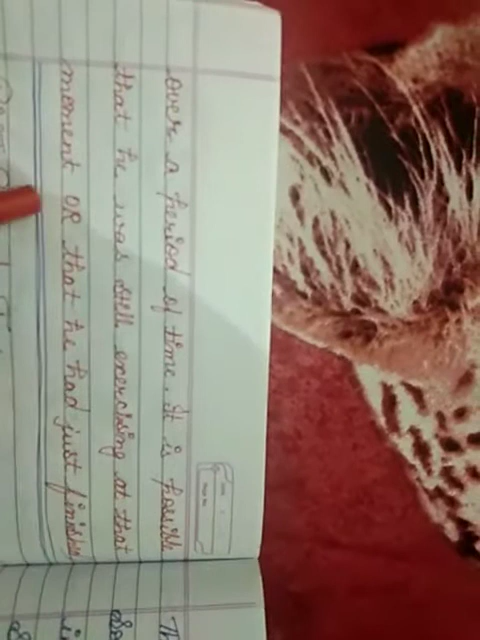 over a period of time. it is possible
that he was still exercising at that
moment OR that he had just finished